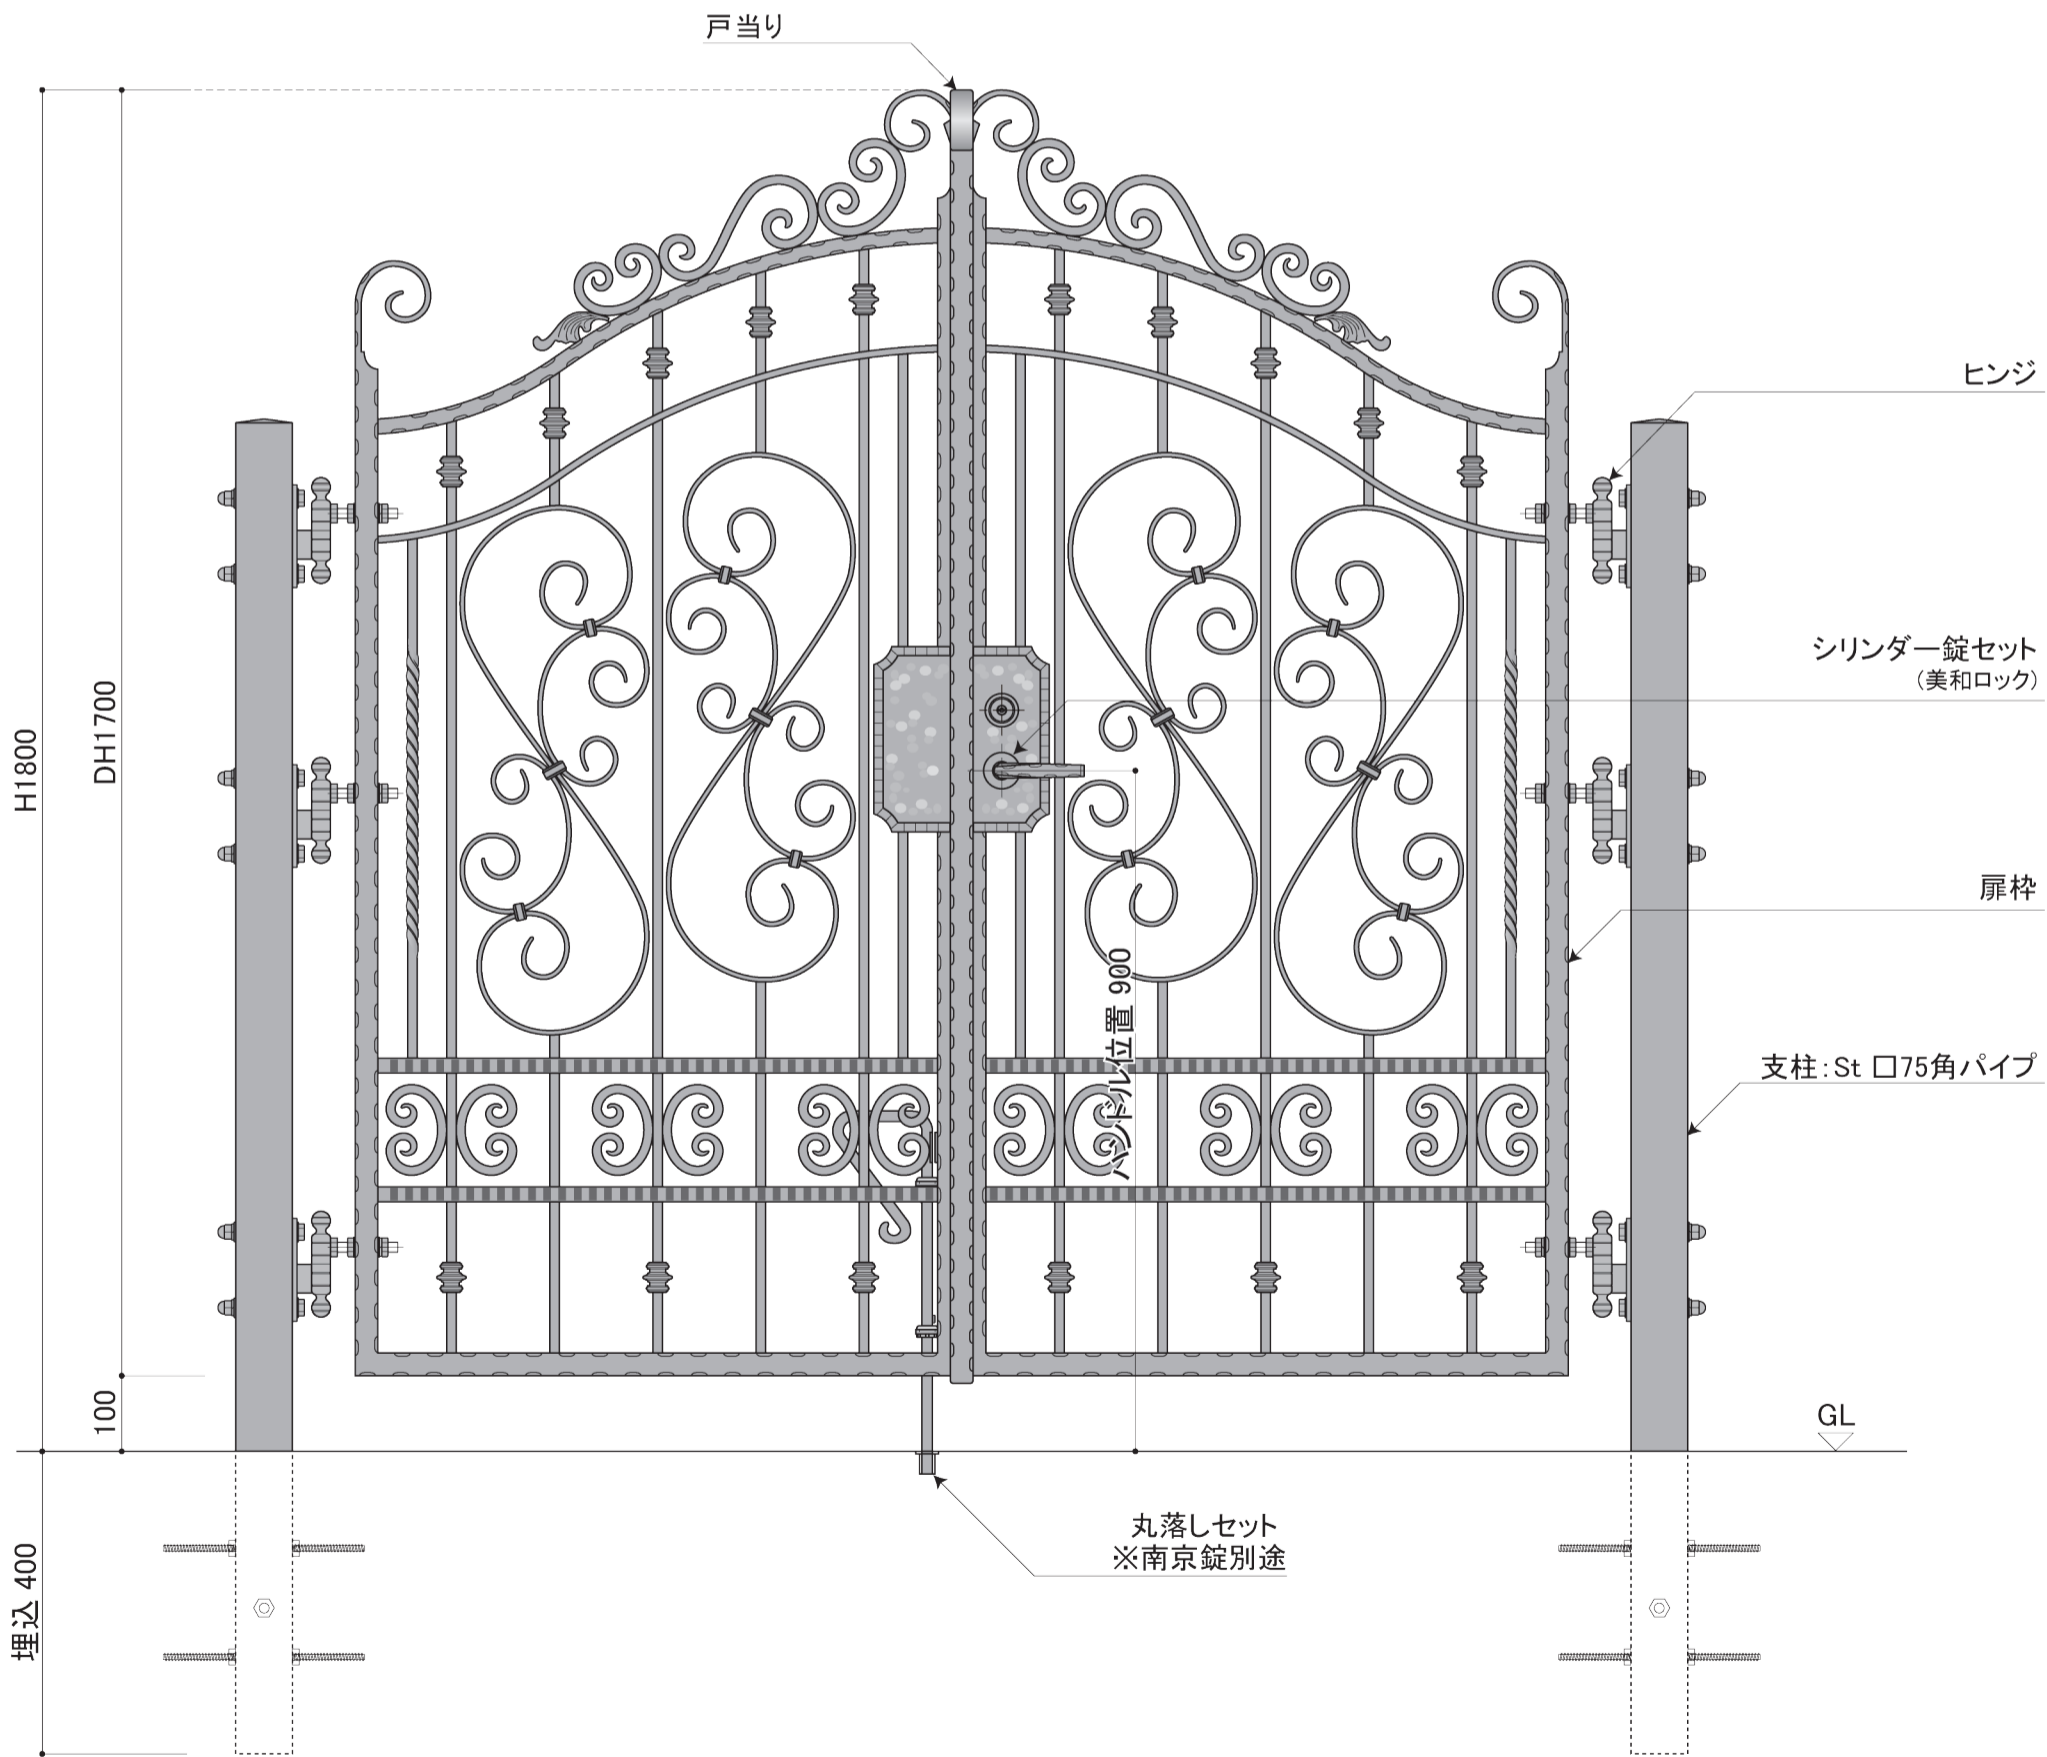 戸当り
ヒンジ
シリンダー錠セット
（美和ロック）
扉枠
支柱：St □75角パイプ
GL
H1800
DH1700
100
埋込 400
ハンドル位置 900
丸落しセット
※南京錠別途